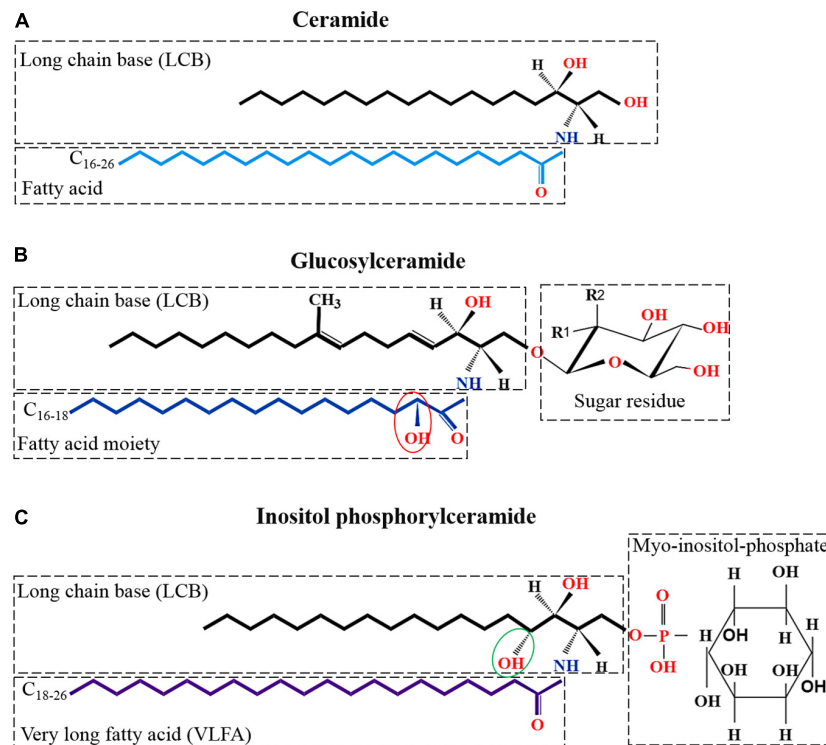 A
Ceramide
Long chain base (LCB)
H
OH
OH
NH
H
C16-26
O
Fatty acid
B
Glucosylceramide
Long chain base (LCB)
CH3
H
OH
R2
R1
OH
OH
O
O
OH
NH
H
Sugar residue
C16-18
OH
O
Fatty acid moiety
C
Inositol phosphorylceramide
Myo-inositol-phosphate
Long chain base (LCB)
H
OH
O
H
OH
O
P
H
OH
H
H
OH
OH
NH
H
OH
OH
OH
H
OH
H
H
C18-26
O
Very long fatty acid (VLFA)